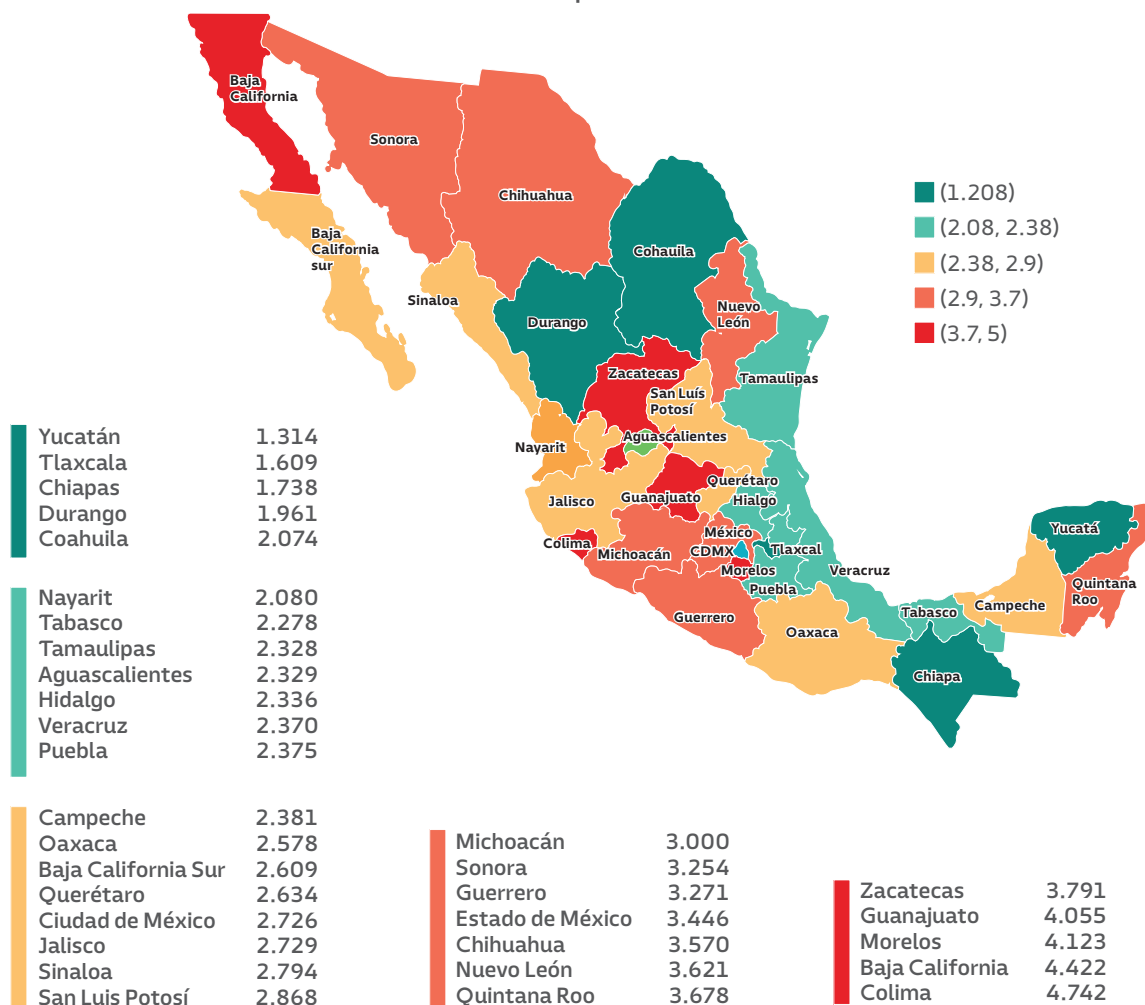 Baja
California
Sonora
Chihuahua
Cohauila
Baja
California
sur
Sinaloa
Durango
Nuevo
León
Zacatecas
San Luís
Potosí
Tamaulipas
Nayarit
Aguascalientes
Jalisco
Guanajuato
Querétaro
Hialgo
Colima
Michoacán
México
CDMX
Tlaxcal
Morelos
Puebla
Veracruz
Guerrero
Oaxaca
Tabasco
Campeche
Yucatá
Quintana
Roo
Chiapa
(1.208)
(2.08, 2.38)
(2.38, 2.9)
(2.9, 3.7)
(3.7, 5)
Yucatán 1.314
Tlaxcala 1.609
Chiapas 1.738
Durango 1.961
Coahuila 2.074
Nayarit 2.080
Tabasco 2.278
Tamaulipas 2.328
Aguascalientes 2.329
Hidalgo 2.336
Veracruz 2.370
Puebla 2.375
Campeche 2.381
Oaxaca 2.578
Baja California Sur 2.609
Querétaro 2.634
Ciudad de México 2.726
Jalisco 2.729
Sinaloa 2.794
San Luis Potosí 2.868
Michoacán 3.000
Sonora 3.254
Guerrero 3.271
Estado de México 3.446
Chihuahua 3.570
Nuevo León 3.621
Quintana Roo 3.678
Zacatecas 3.791
Guanajuato 4.055
Morelos 4.123
Baja California 4.422
Colima 4.742